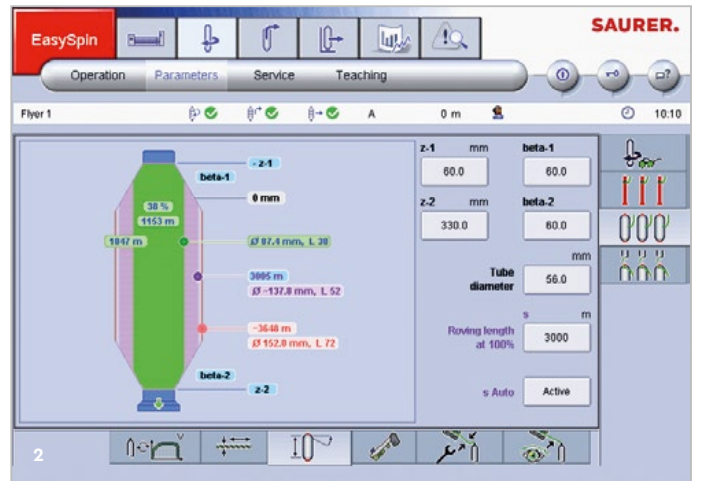 SAURER.
EasySpin
Operation Parameters Service Teaching
Flyer 1 A 0 m 10:10
- z-1
beta-1
0 mm
38 %
1153 m
1847 m
Ø 87.4 mm, L 38
3005 m
Ø ~137.8 mm, L 52
~3648 m
Ø 152.0 mm, L 72
beta-2
z-2
z-1 mm beta-1
60.0 60.0
z-2 mm beta-2
330.0 60.0
mm
Tube
diameter 56.0
s m
Roving length
at 100% 3000
s Auto Active
2